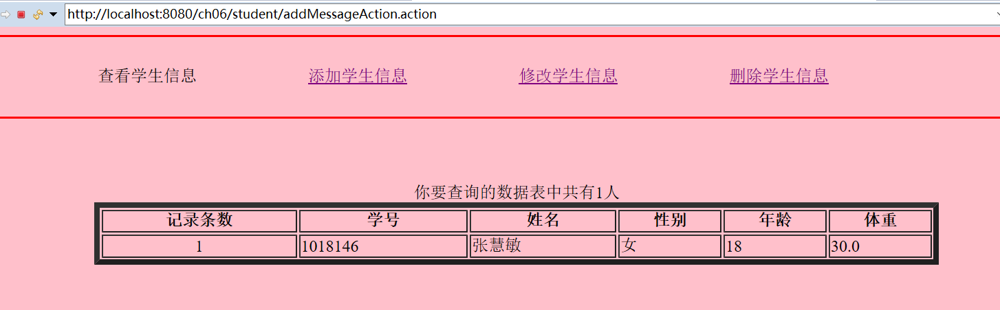 http://localhost:8080/ch06/student/addMessageAction.action
查看学生信息 添加学生信息 修改学生信息 删除学生信息
你要查询的数据表中共有1人
记录条数 学号 姓名 性别 年龄 体重
1 1018146 张慧敏 女 18 30.0